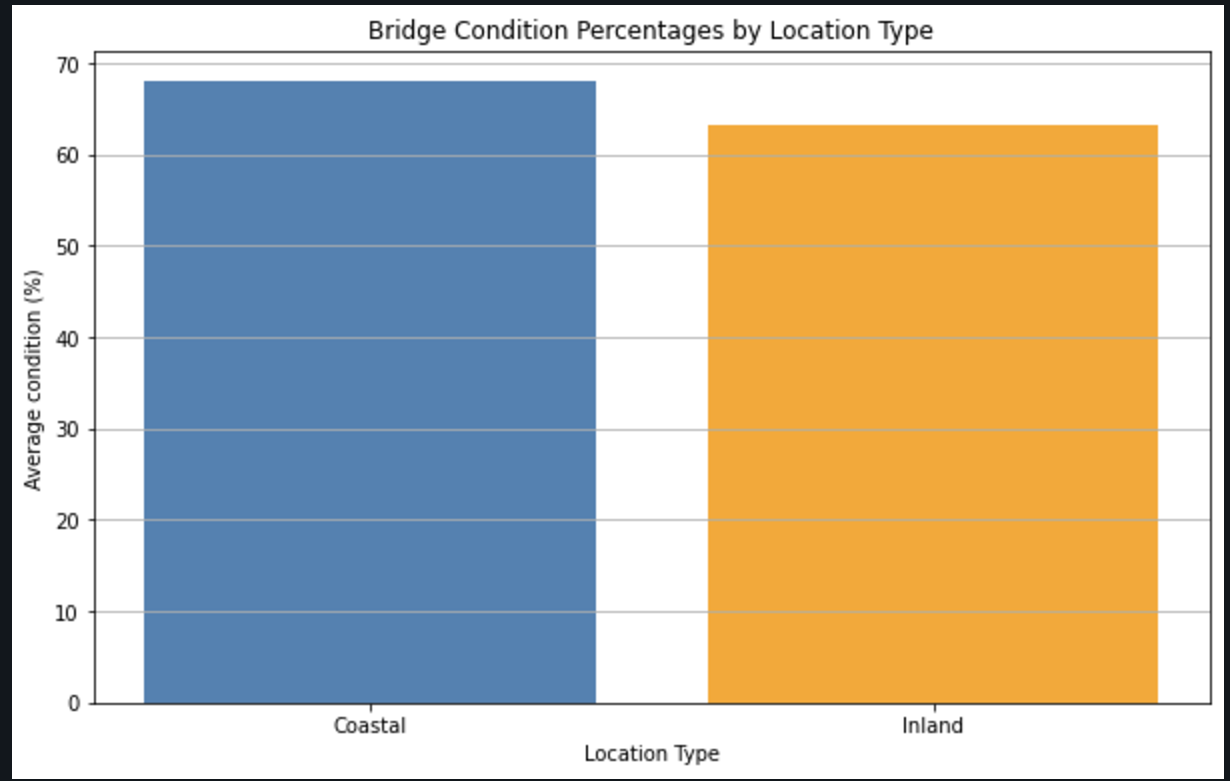 Bridge Condition Percentages by Location Type
70
60
50
40
30
20
10
0
Average condition (%)
Coastal
Inland
Location Type